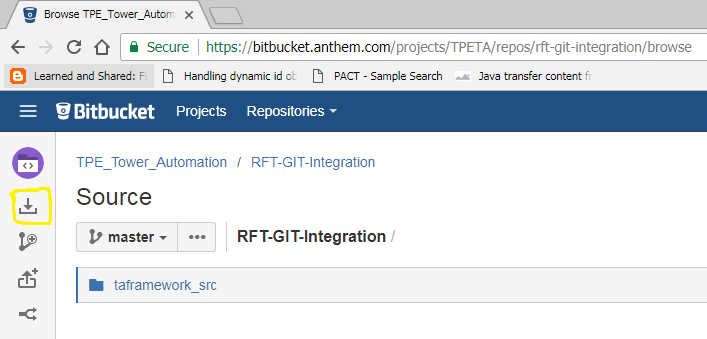 Browse TPE_Tower_Autom
Secure https://bitbucket.anthem.com/projects/TPETA/repos/rft-git-integration/browse
Learned and Shared: Handling dynamic id ob PACT - Sample Search Java transfer content fr
Bitbucket Projects Repositories
TPE_Tower_Automation / RFT-GIT-Integration
Source
master ••• RFT-GIT-Integration /
taframework_src